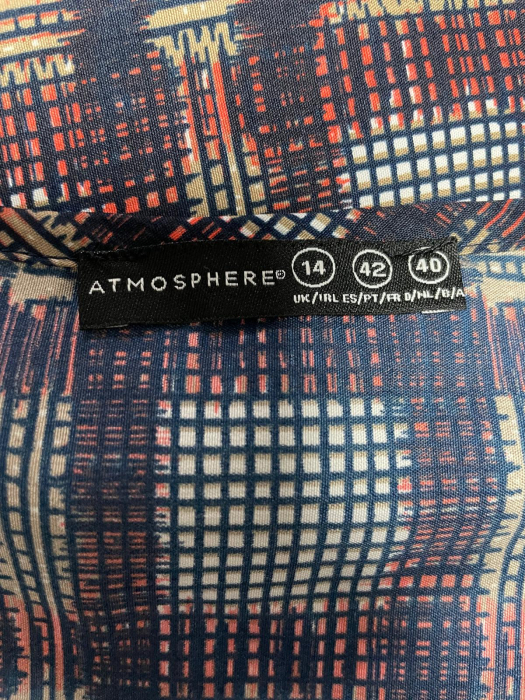 ATMOSPHERE® 14 42 40
UK/IRL ES/PT/FR D/NL/B/A